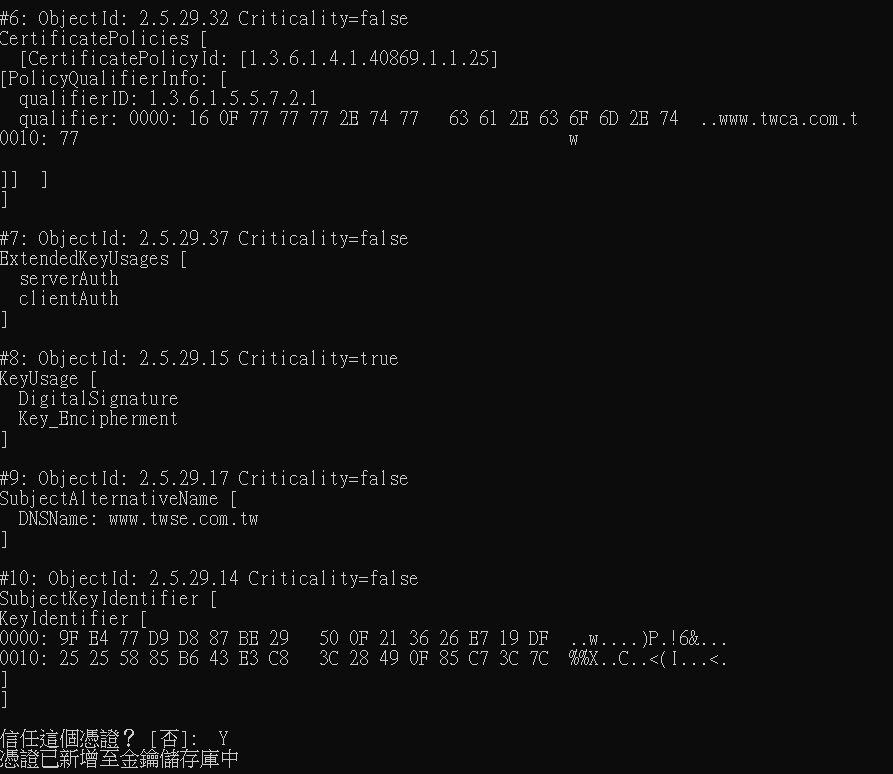 #6: ObjectId: 2.5.29.32 Criticality=false
CertificatePolicies [
  [CertificatePolicyId: [1.3.6.1.4.1.40869.1.1.25]
[PolicyQualifierInfo: [
  qualifierID: 1.3.6.1.5.5.7.2.1
  qualifier: 0000: 16 0F 77 77 77 2E 74 77   63 61 2E 63 6F 6D 2E 74  ..www.twca.com.t
0010: 77                                                 w

]]  ]
]

#7: ObjectId: 2.5.29.37 Criticality=false
ExtendedKeyUsages [
  serverAuth
  clientAuth
]

#8: ObjectId: 2.5.29.15 Criticality=true
KeyUsage [
  DigitalSignature
  Key_Encipherment
]

#9: ObjectId: 2.5.29.17 Criticality=false
SubjectAlternativeName [
  DNSName: www.twse.com.tw
]

#10: ObjectId: 2.5.29.14 Criticality=false
SubjectKeyIdentifier [
KeyIdentifier [
0000: 9F E4 77 D9 D8 87 BE 29   50 0F 21 36 26 E7 19 DF  ..w....)P.!6&...
0010: 25 25 58 85 B6 43 E3 C8   3C 28 49 0F 85 C7 3C 7C  %%X..C..<(I...<.
]
]

信任這個憑證？ [否]:  Y
憑證已新增至金鑰儲存庫中